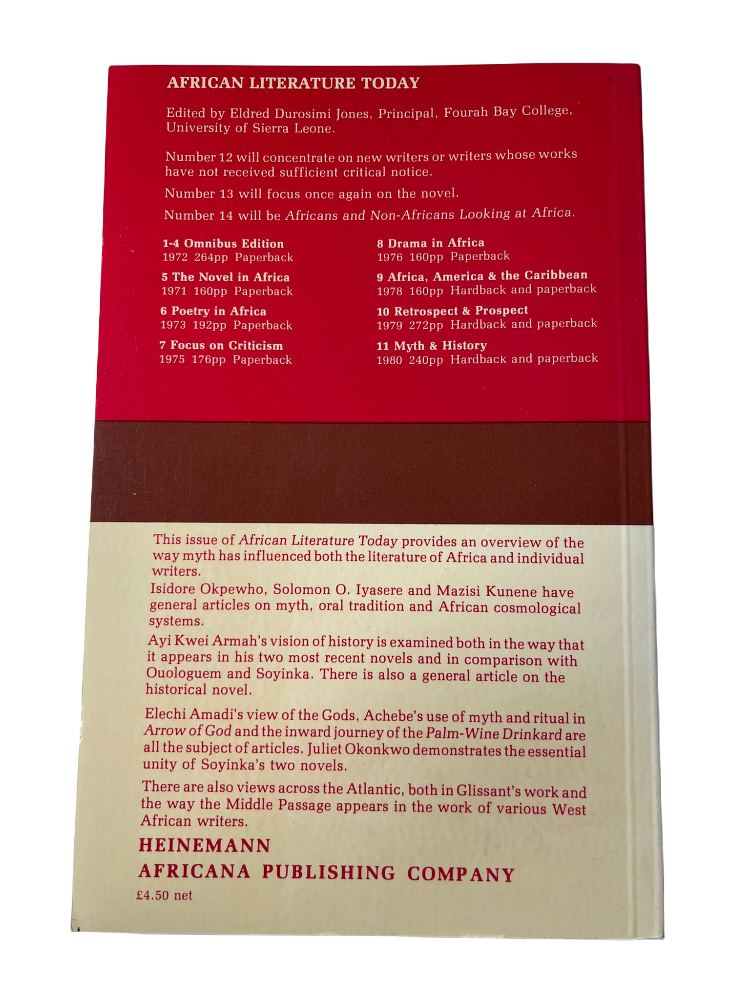 AFRICAN LITERATURE TODAY
Edited by Eldred Durosimi Jones, Principal, Fourah Bay College,
University of Sierra Leone.
Number 12 will concentrate on new writers or writers whose works
have not received sufficient critical notice.
Number 13 will focus once again on the novel.
Number 14 will be Africans and Non-Africans Looking at Africa.
1-4 Omnibus Edition
1972 264pp Paperback
5 The Novel in Africa
1971 160pp Paperback
6 Poetry in Africa
1973 192pp Paperback
7 Focus on Criticism
1975 176pp Paperback
8 Drama in Africa
1976 160pp Paperback
9 Africa, America & the Caribbean
1978 160pp Hardback and paperback
10 Retrospect & Prospect
1979 272pp Hardback and paperback
11 Myth & History
1980 240pp Hardback and paperback
This issue of African Literature Today provides an overview of the
way myth has influenced both the literature of Africa and individual
writers.
Isidore Okpewho, Solomon O. Iyasere and Mazisi Kunene have
general articles on myth, oral tradition and African cosmological
systems.
Ayi Kwei Armah's vision of history is examined both in the way that
it appears in his two most recent novels and in comparison with
Ouologuem and Soyinka. There is also a general article on the
historical novel.
Elechi Amadi's view of the Gods, Achebe's use of myth and ritual in
Arrow of God and the inward journey of the Palm-Wine Drinkard are
all the subject of articles. Juliet Okonkwo demonstrates the essential
unity of Soyinka's two novels.
There are also views across the Atlantic, both in Glissant's work and
the way the Middle Passage appears in the work of various West
African writers.
HEINEMANN
AFRICANA PUBLISHING COMPANY
£4.50 net